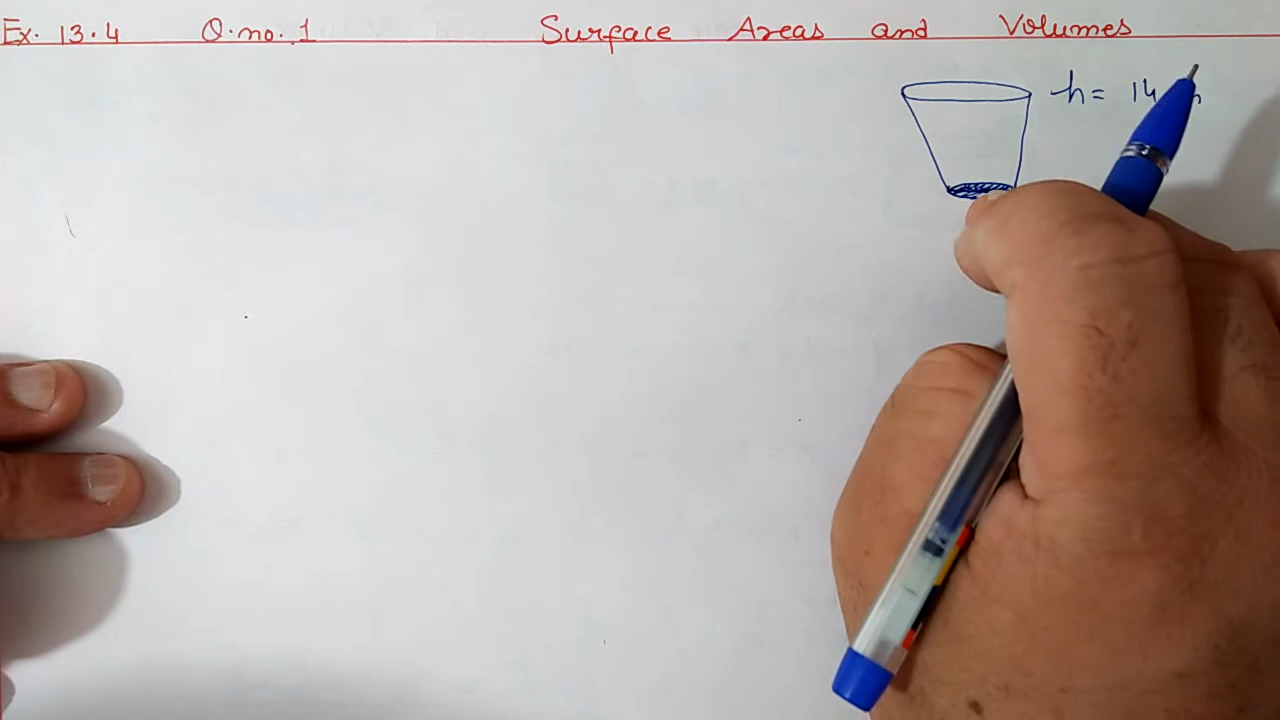 Ex. 13.4 Q.no. 1 Surface Areas and Volumes
h = 14